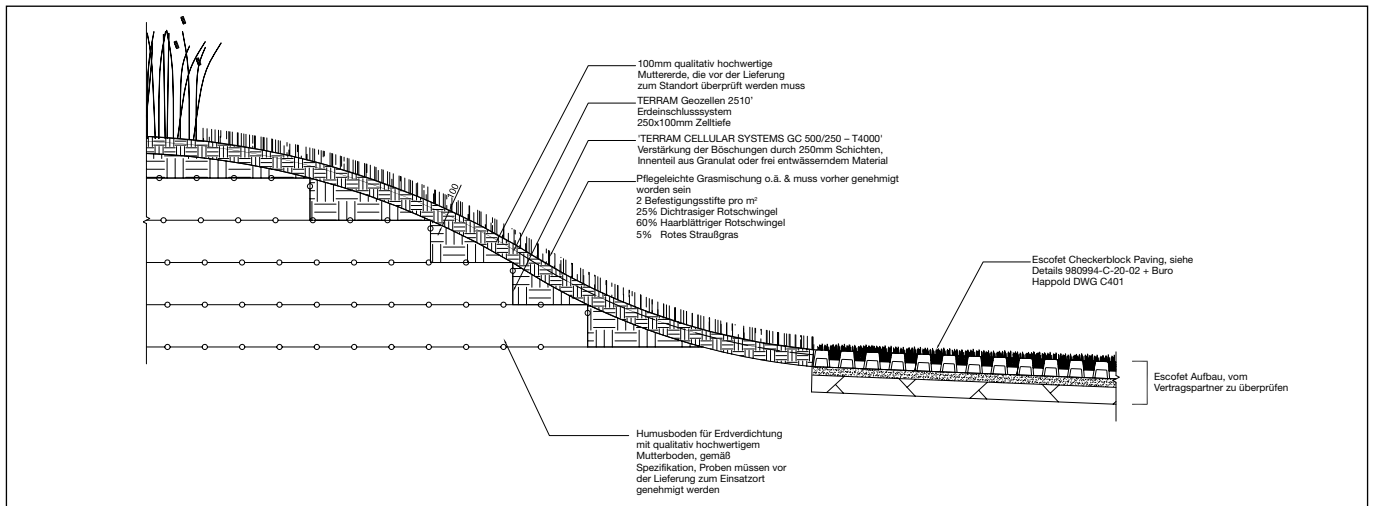 100mm qualitativ hochwertige
Muttererde, die vor der Lieferung
zum Standort überprüft werden muss
TERRAM Geozellen 2510'
Erdeinschlusssystem
250x100mm Zelltiefe
'TERRAM CELLULAR SYSTEMS GC 500/250 – T4000'
Verstärkung der Böschungen durch 250mm Schichten,
Innenteil aus Granulat oder frei entwässerndem Material
Pflegeleichte Grasmischung o.ä. & muss vorher genehmigt
worden sein
2 Befestigungsstifte pro m²
25% Dichtrasiger Rotschwingel
60% Haarblättriger Rotschwingel
5% Rotes Straußgras
100
Escofet Checkerblock Paving, siehe
Details 980994-C-20-02 + Buro
Happold DWG C401
Escofet Aufbau, vom
Vertragspartner zu überprüfen
Humusboden für Erdverdichtung
mit qualitativ hochwertigem
Mutterboden, gemäß
Spezifikation, Proben müssen vor
der Lieferung zum Einsatzort
genehmigt werden